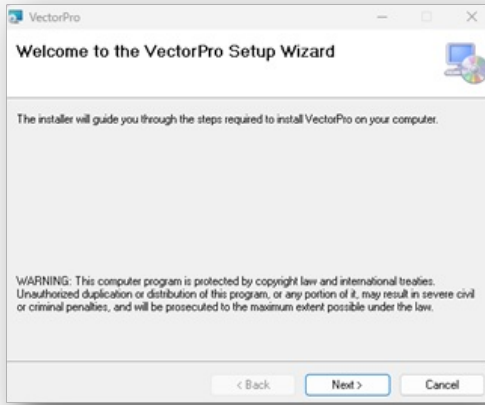 VectorPro
Welcome to the VectorPro Setup Wizard
The installer will guide you through the steps required to install VectorPro on your computer.
WARNING: This computer program is protected by copyright law and international treaties.
Unauthorized duplication or distribution of this program, or any portion of it, may result in severe civil
or criminal penalties, and will be prosecuted to the maximum extent possible under the law.
< Back Next > Cancel